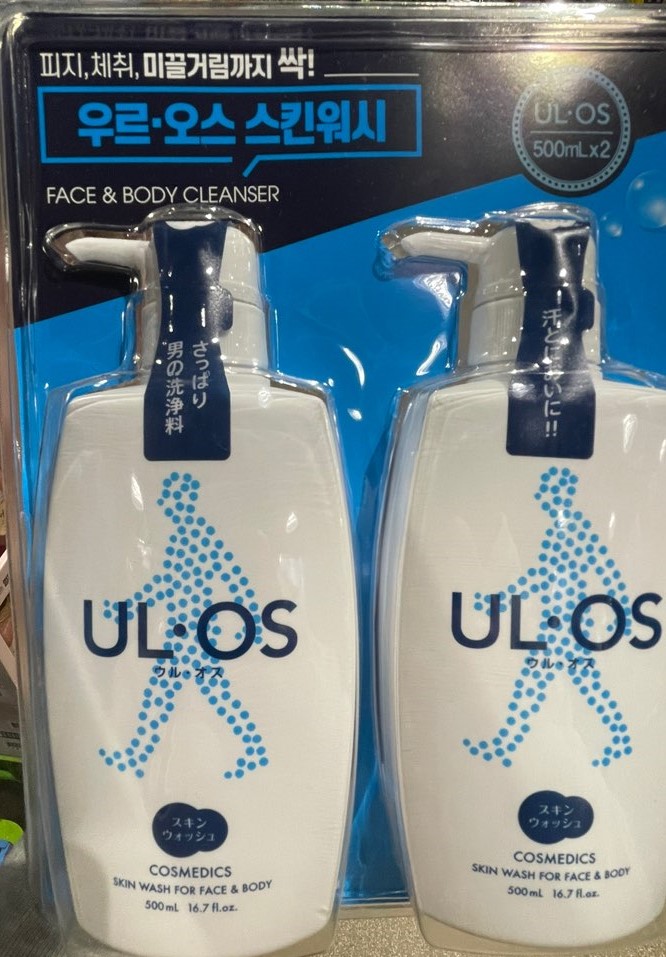 피지,체취,미끌거림까지 싹!
우르·오스 스킨워시
FACE & BODY CLEANSER
UL·OS
500mLx2
さっぱり
男の洗浄料
UL·OS
ウル・オス
スキン
ウォッシュ
COSMEDICS
SKIN WASH FOR FACE & BODY
500mL 16.7 fl.oz.
汗とにおいに!!
UL·OS
ウル・オス
スキン
ウォッシュ
COSMEDICS
SKIN WASH FOR FACE & BODY
500mL 16.7 fl.oz.